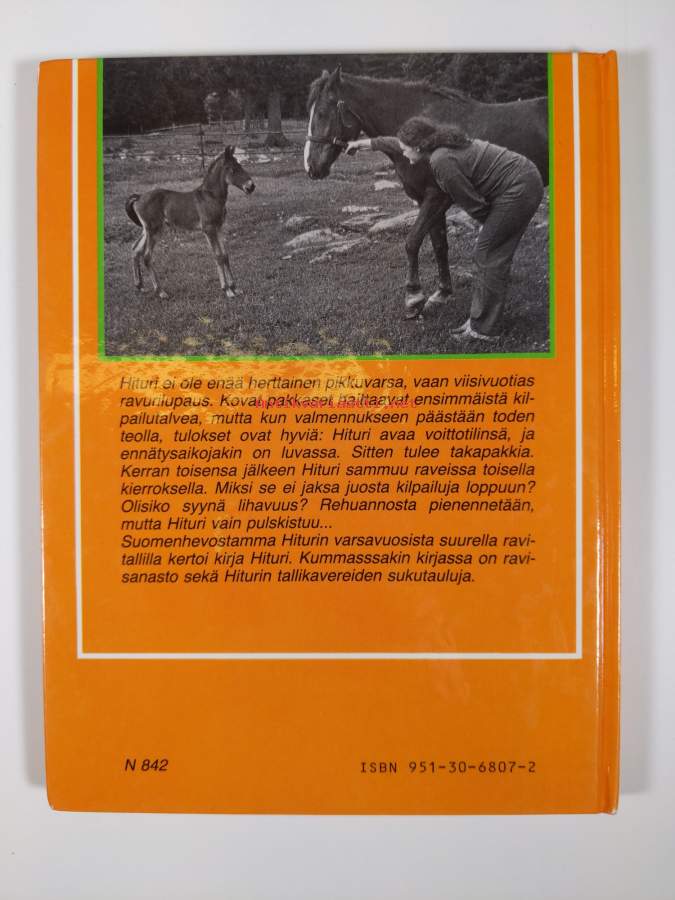 Hituri ei ole enää herttainen pikkuvarsa, vaan viisivuotias
ravurilupaus. Kovat pakkaset haittaavat ensimmäistä kil-
pailutalvea, mutta kun valmennukseen päästään toden
teolla, tulokset ovat hyviä: Hituri avaa voittotilinsä, ja
ennätysaikojakin on luvassa. Sitten tulee takapakkia.
Kerran toisensa jälkeen Hituri sammuu raveissa toisella
kierroksella. Miksi se ei jaksa juosta kilpailuja loppuun?
Olisiko syynä lihavuus? Rehuannosta pienennetään,
mutta Hituri vain pulskistuu...
Suomenhevostamma Hiturin varsavuosista suurella ravi-
tallilla kertoi kirja Hituri. Kummasssakin kirjassa on ravi-
sanasto sekä Hiturin tallikavereiden sukutauluja.
N 842
ISBN 951-30-6807-2